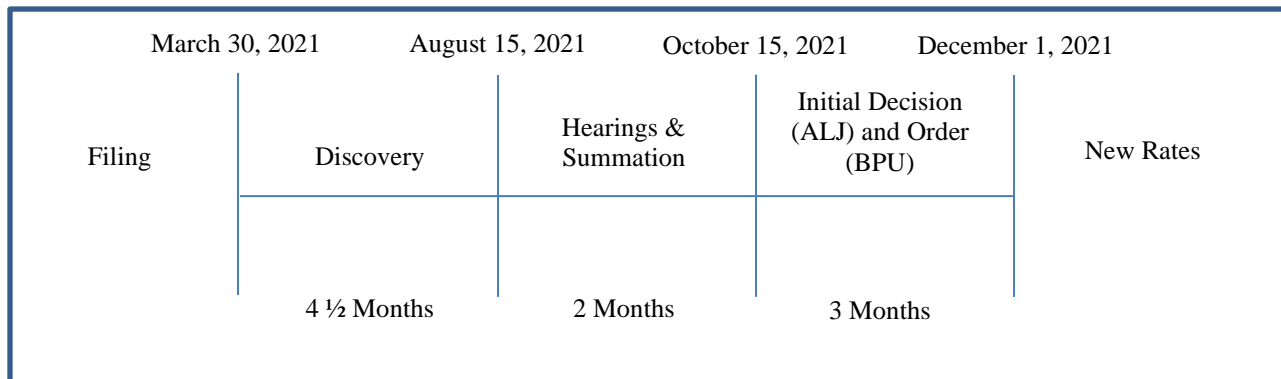 March 30, 2021 August 15, 2021 October 15, 2021 December 1, 2021
Filing
Discovery
Hearings &
Summation
Initial Decision
(ALJ) and Order
(BPU)
New Rates
4 ½ Months 2 Months 3 Months